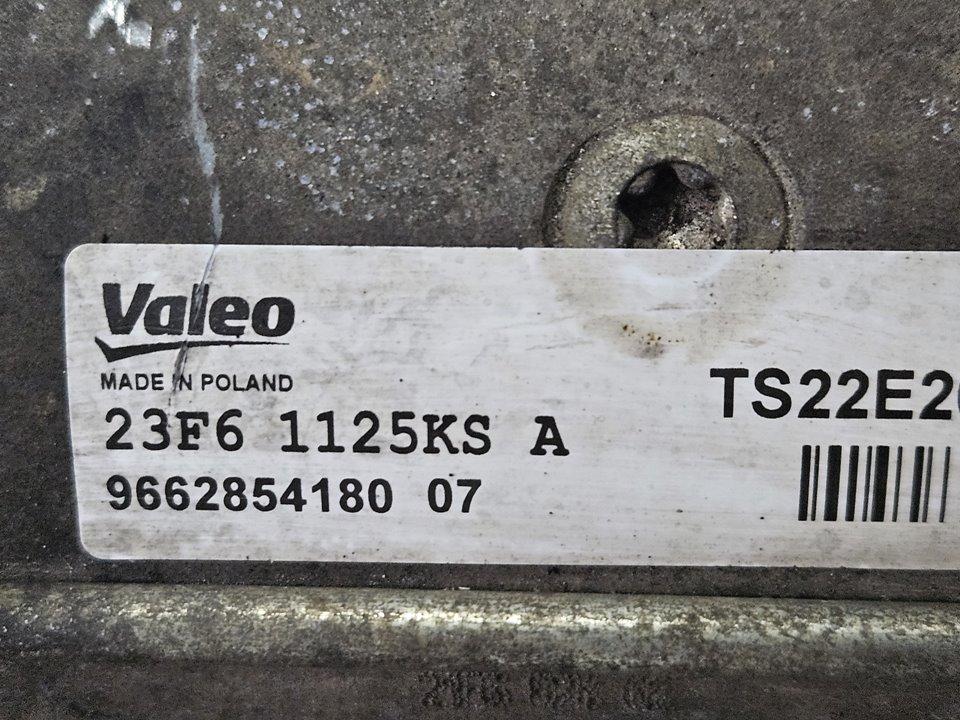 Valeo
MADE IN POLAND
23F6 1125KS A
9662854180 07
TS22E2